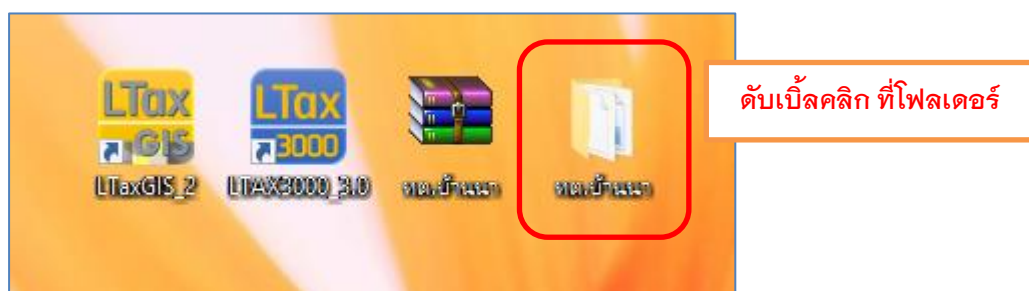 LTax
GIS
LTax
3000
LTaxGIS_2
LTAX3000_3.0
ทต.บ้านนา
ทต.บ้านนา
ดับเบิ้ลคลิก ที่โฟลเดอร์